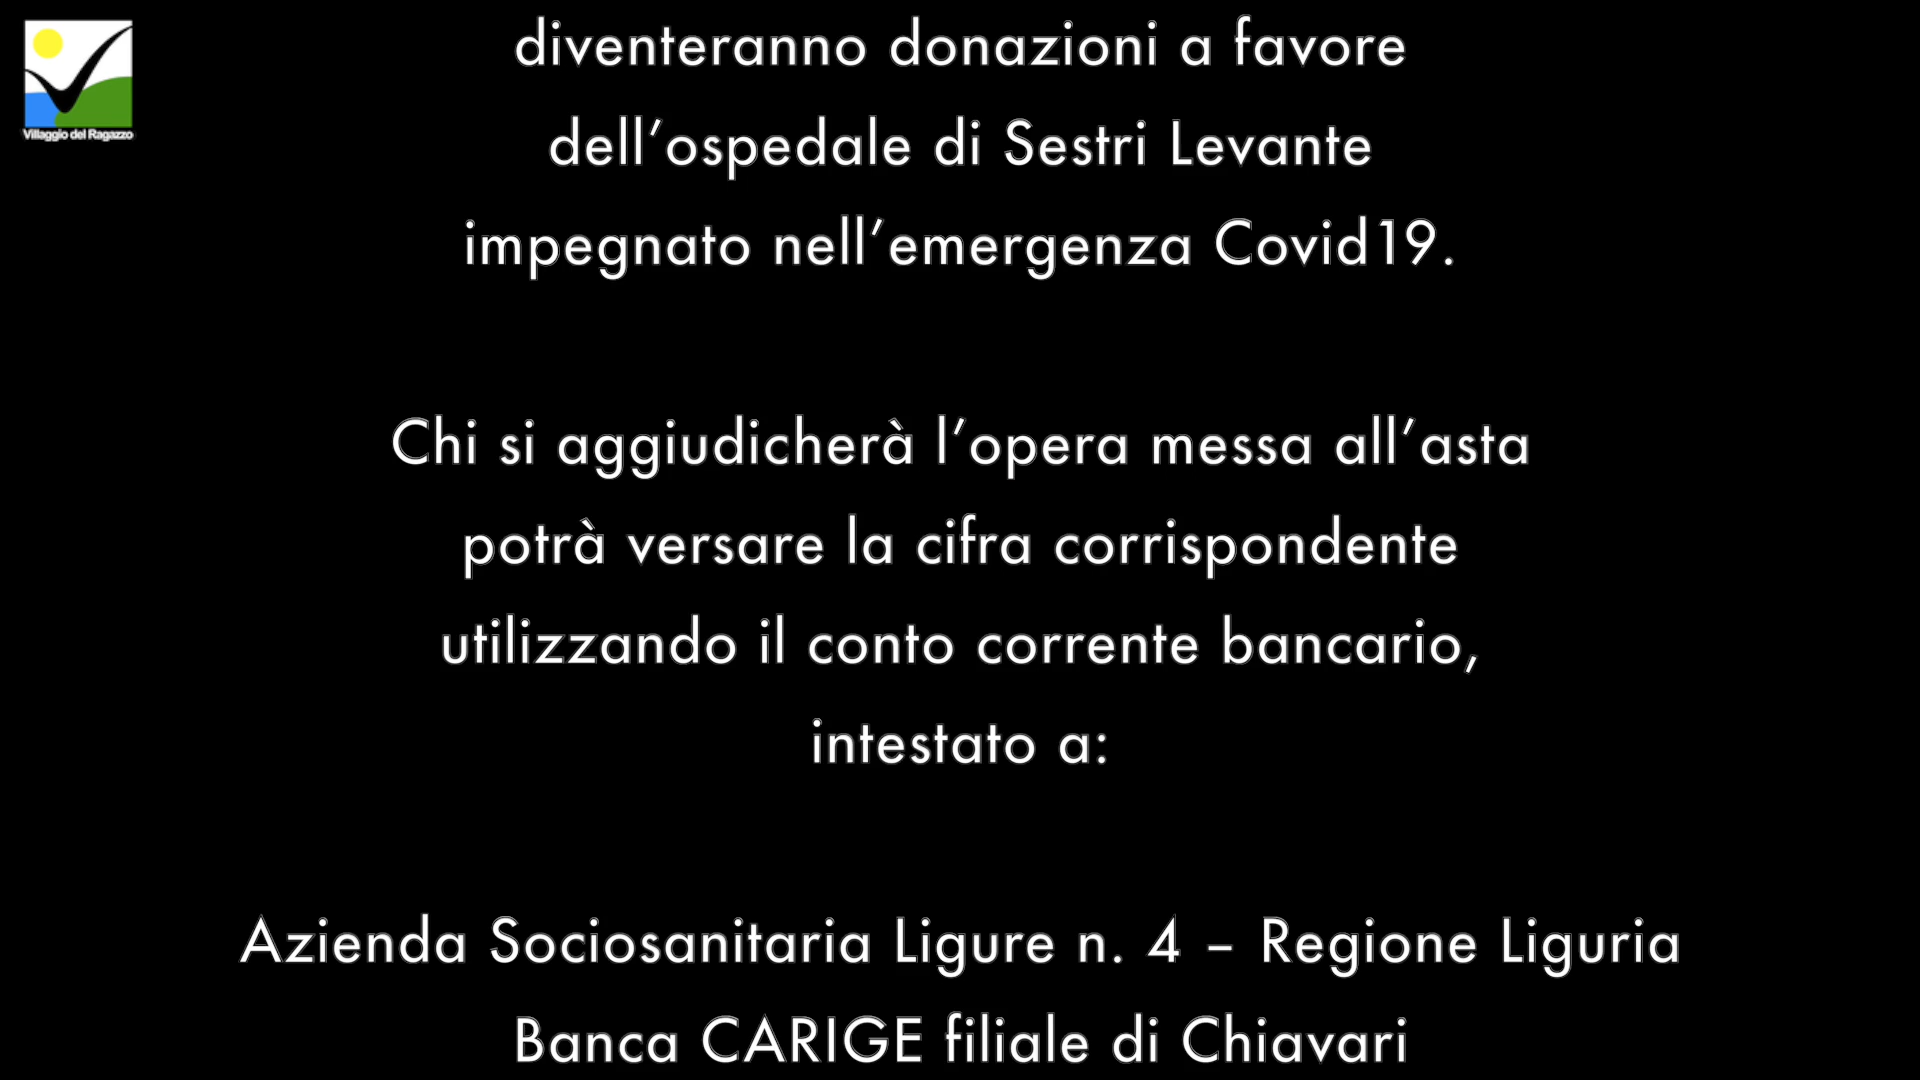 Villaggio del Ragazzo
diventeranno donazioni a favore
dell’ospedale di Sestri Levante
impegnato nell’emergenza Covid19.
Chi si aggiudicherà l’opera messa all’asta
potrà versare la cifra corrispondente
utilizzando il conto corrente bancario,
intestato a:
Azienda Sociosanitaria Ligure n. 4 – Regione Liguria
Banca CARIGE filiale di Chiavari